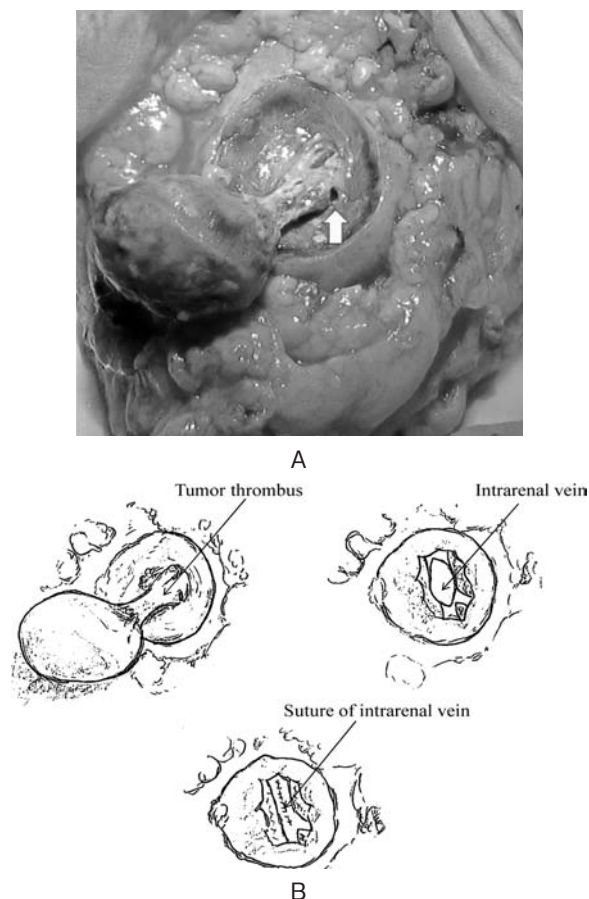 A
Tumor thrombus
Intrarenal vein
Suture of intrarenal vein
B